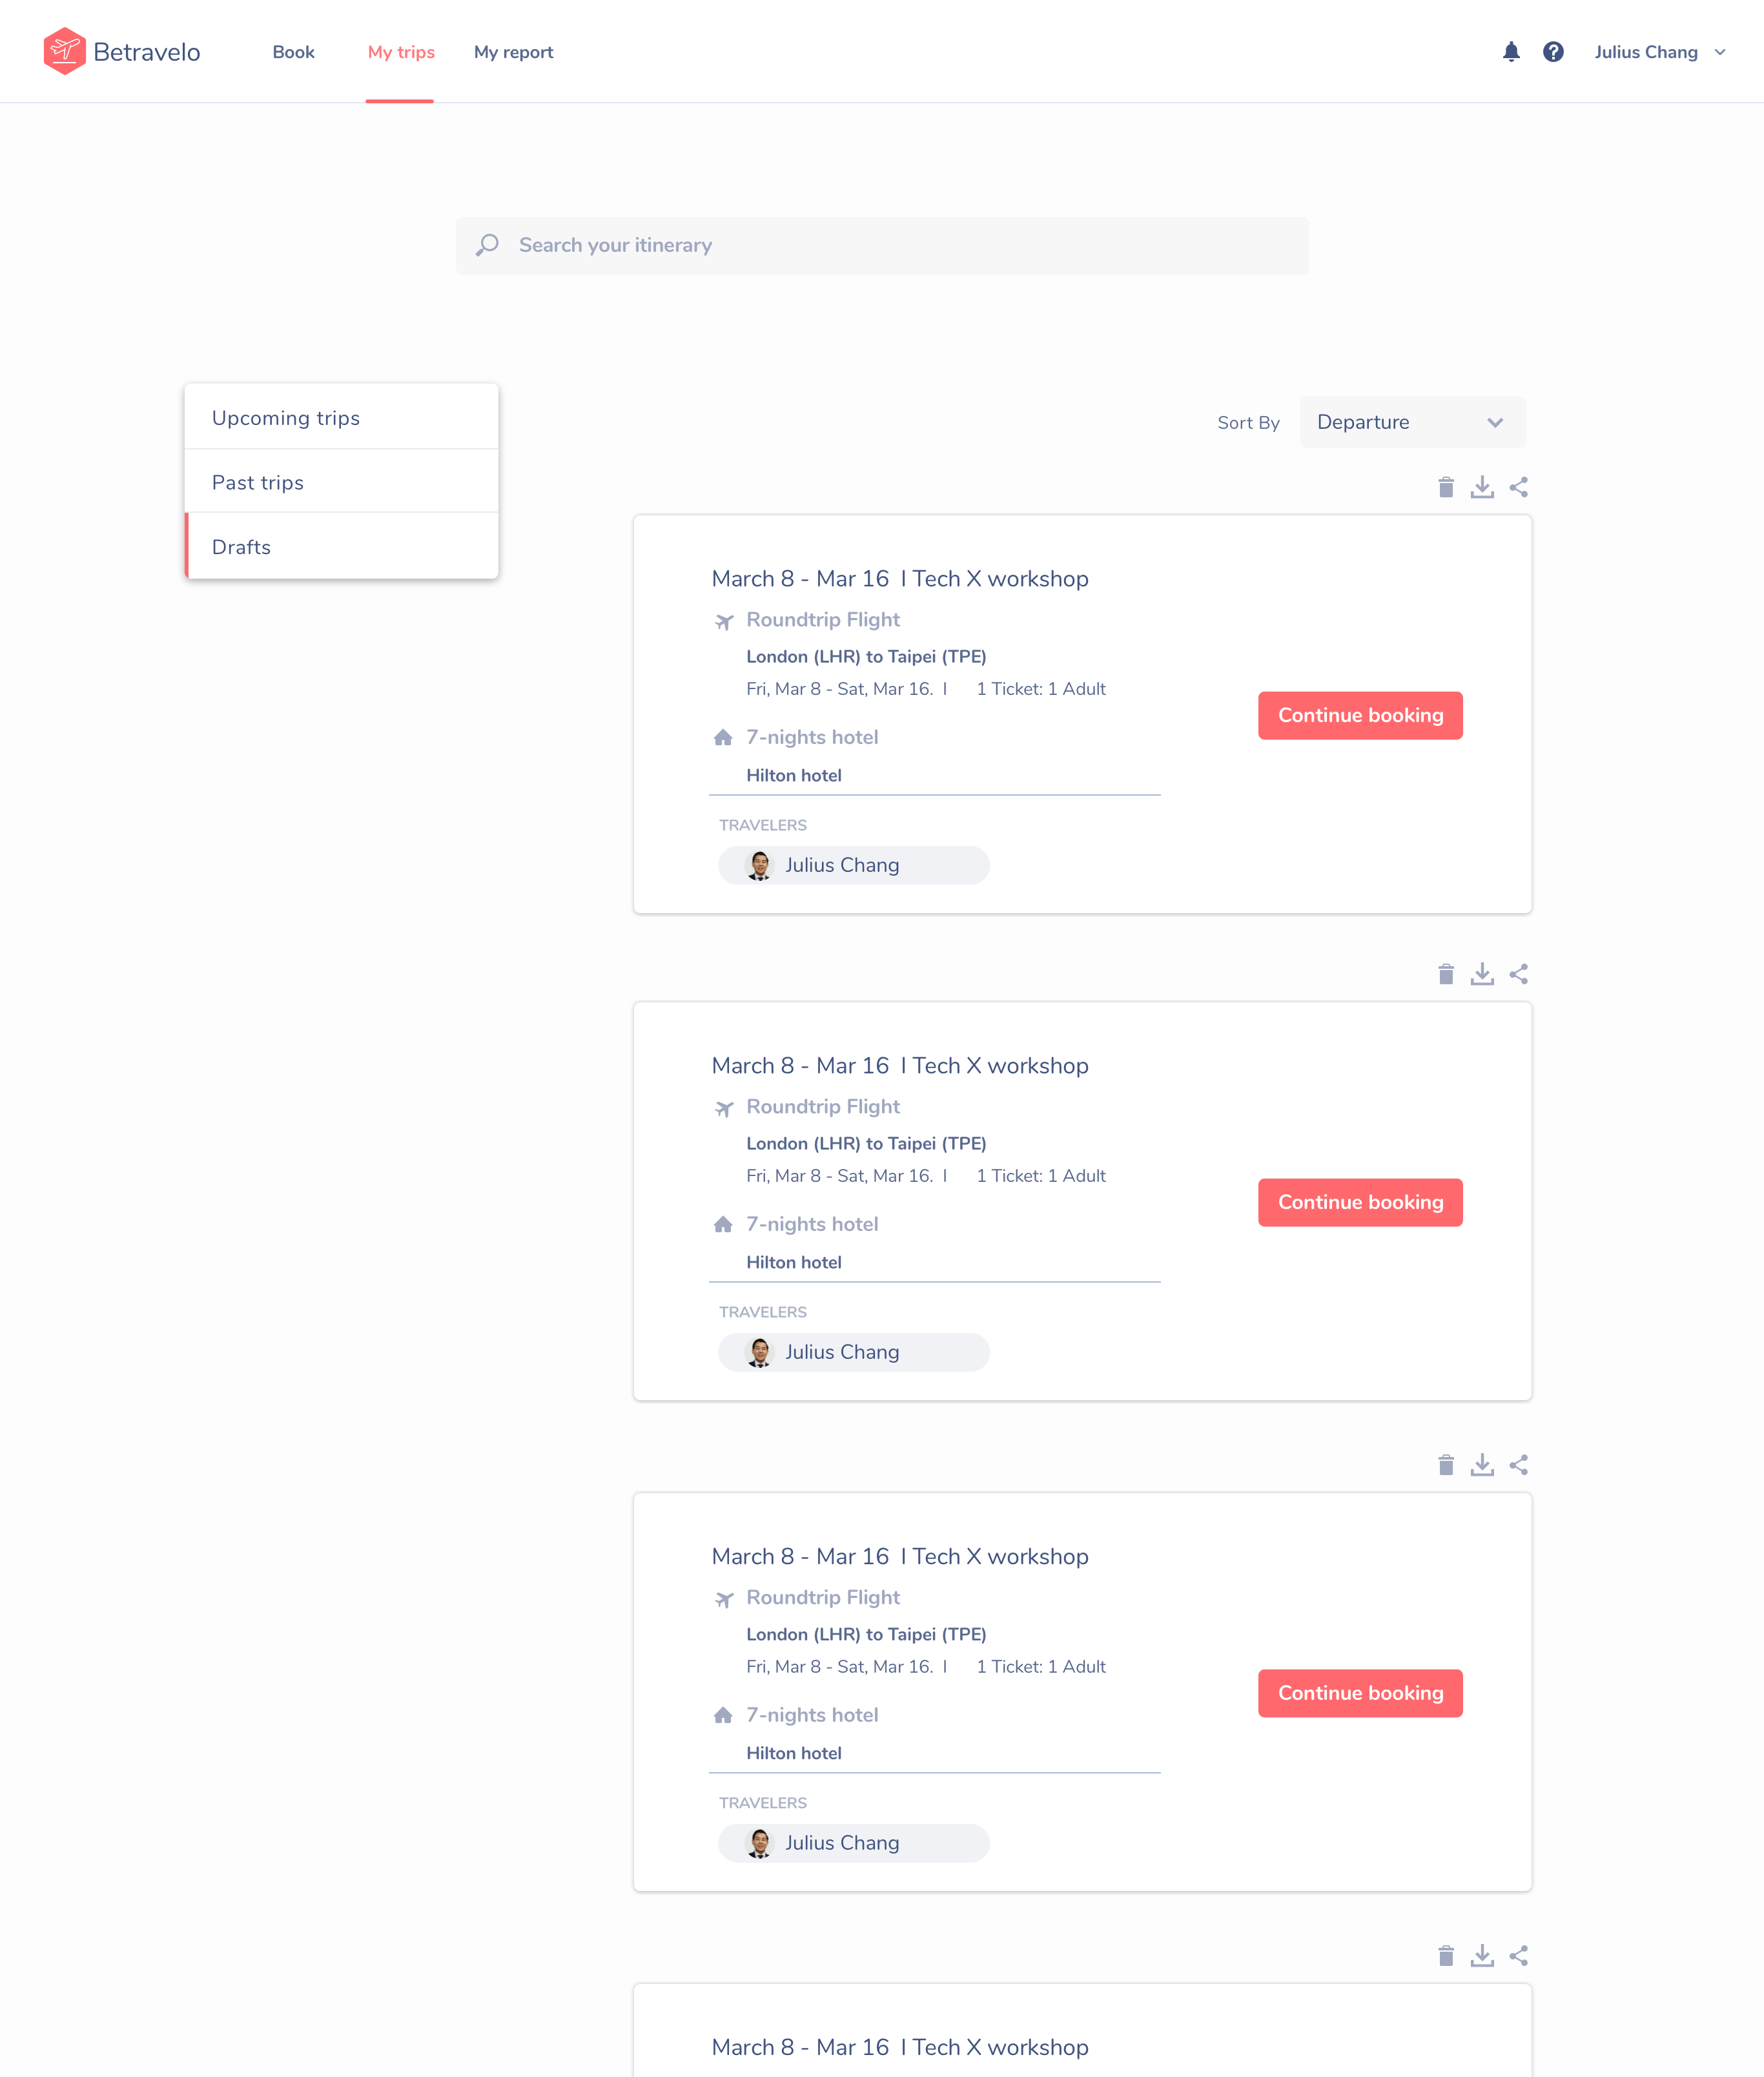 Betravelo
Book
My trips
My report
Julius Chang
Search your itinerary
Upcoming trips
Past trips
Drafts
Sort By
Departure
March 8 - Mar 16 | Tech X workshop
Roundtrip Flight
London (LHR) to Taipei (TPE)
Fri, Mar 8 - Sat, Mar 16. | 1 Ticket: 1 Adult
7-nights hotel
Hilton hotel
TRAVELERS
Julius Chang
Continue booking
March 8 - Mar 16 | Tech X workshop
Roundtrip Flight
London (LHR) to Taipei (TPE)
Fri, Mar 8 - Sat, Mar 16. | 1 Ticket: 1 Adult
7-nights hotel
Hilton hotel
TRAVELERS
Julius Chang
Continue booking
March 8 - Mar 16 | Tech X workshop
Roundtrip Flight
London (LHR) to Taipei (TPE)
Fri, Mar 8 - Sat, Mar 16. | 1 Ticket: 1 Adult
7-nights hotel
Hilton hotel
TRAVELERS
Julius Chang
Continue booking
March 8 - Mar 16 | Tech X workshop